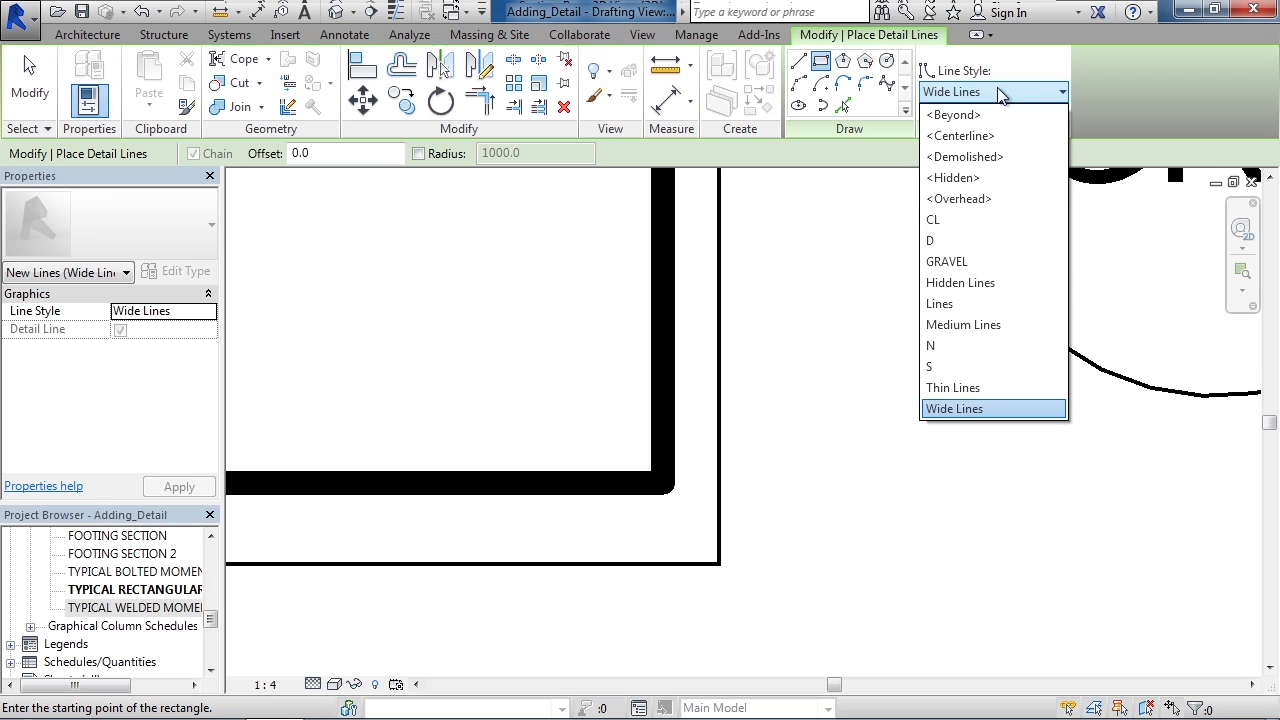 Adding_Detail - Drafting View:...
Type a keyword or phrase
Sign In
Architecture
Structure
Systems
Insert
Annotate
Analyze
Massing & Site
Collaborate
View
Manage
Add-Ins
Modify | Place Detail Lines
Modify
Paste
Cope
Cut
Join
Line Style:
Wide Lines
Select
Properties
Clipboard
Geometry
Modify
View
Measure
Create
Draw
Modify | Place Detail Lines
Chain
Offset:
0.0
Radius:
1000.0
<Beyond>
<Centerline>
<Demolished>
<Hidden>
<Overhead>
CL
D
GRAVEL
Hidden Lines
Lines
Medium Lines
N
S
Thin Lines
Wide Lines
2D
Properties
New Lines (Wide Lin
Edit Type
Graphics
Line Style
Wide Lines
Detail Line
Properties help
Apply
Project Browser - Adding_Detail
FOOTING SECTION
FOOTING SECTION 2
TYPICAL BOLTED MOMEN
TYPICAL RECTANGULAR
TYPICAL WELDED MOME
Graphical Column Schedules
Legends
Schedules/Quantities
1 : 4
Enter the starting point of the rectangle.
:0
Main Model
:0